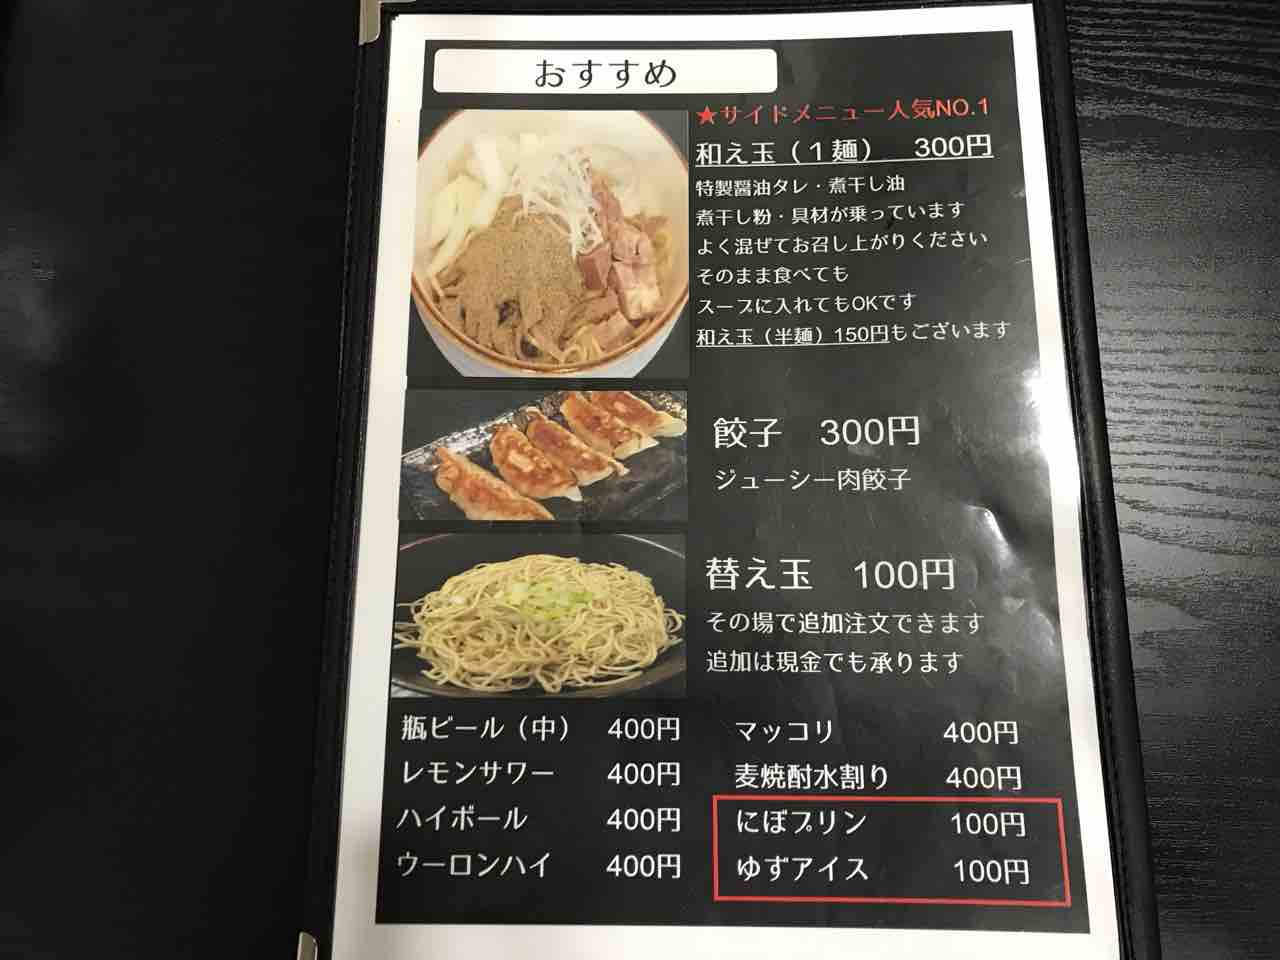 おすすめ
★サイドメニュー人気NO.1
和え玉（１麺）　300円
特製醤油タレ・煮干し油
煮干し粉・具材が乗っています
よく混ぜてお召し上がりください
そのまま食べても
スープに入れてもOKです
和え玉（半麺）150円もございます
餃子　300円
ジューシー肉餃子
替え玉　100円
その場で追加注文できます
追加は現金でも承ります
瓶ビール（中）　400円
レモンサワー　400円
ハイボール　400円
ウーロンハイ　400円
マッコリ　400円
麦焼酎水割り　400円
にぼプリン　100円
ゆずアイス　100円